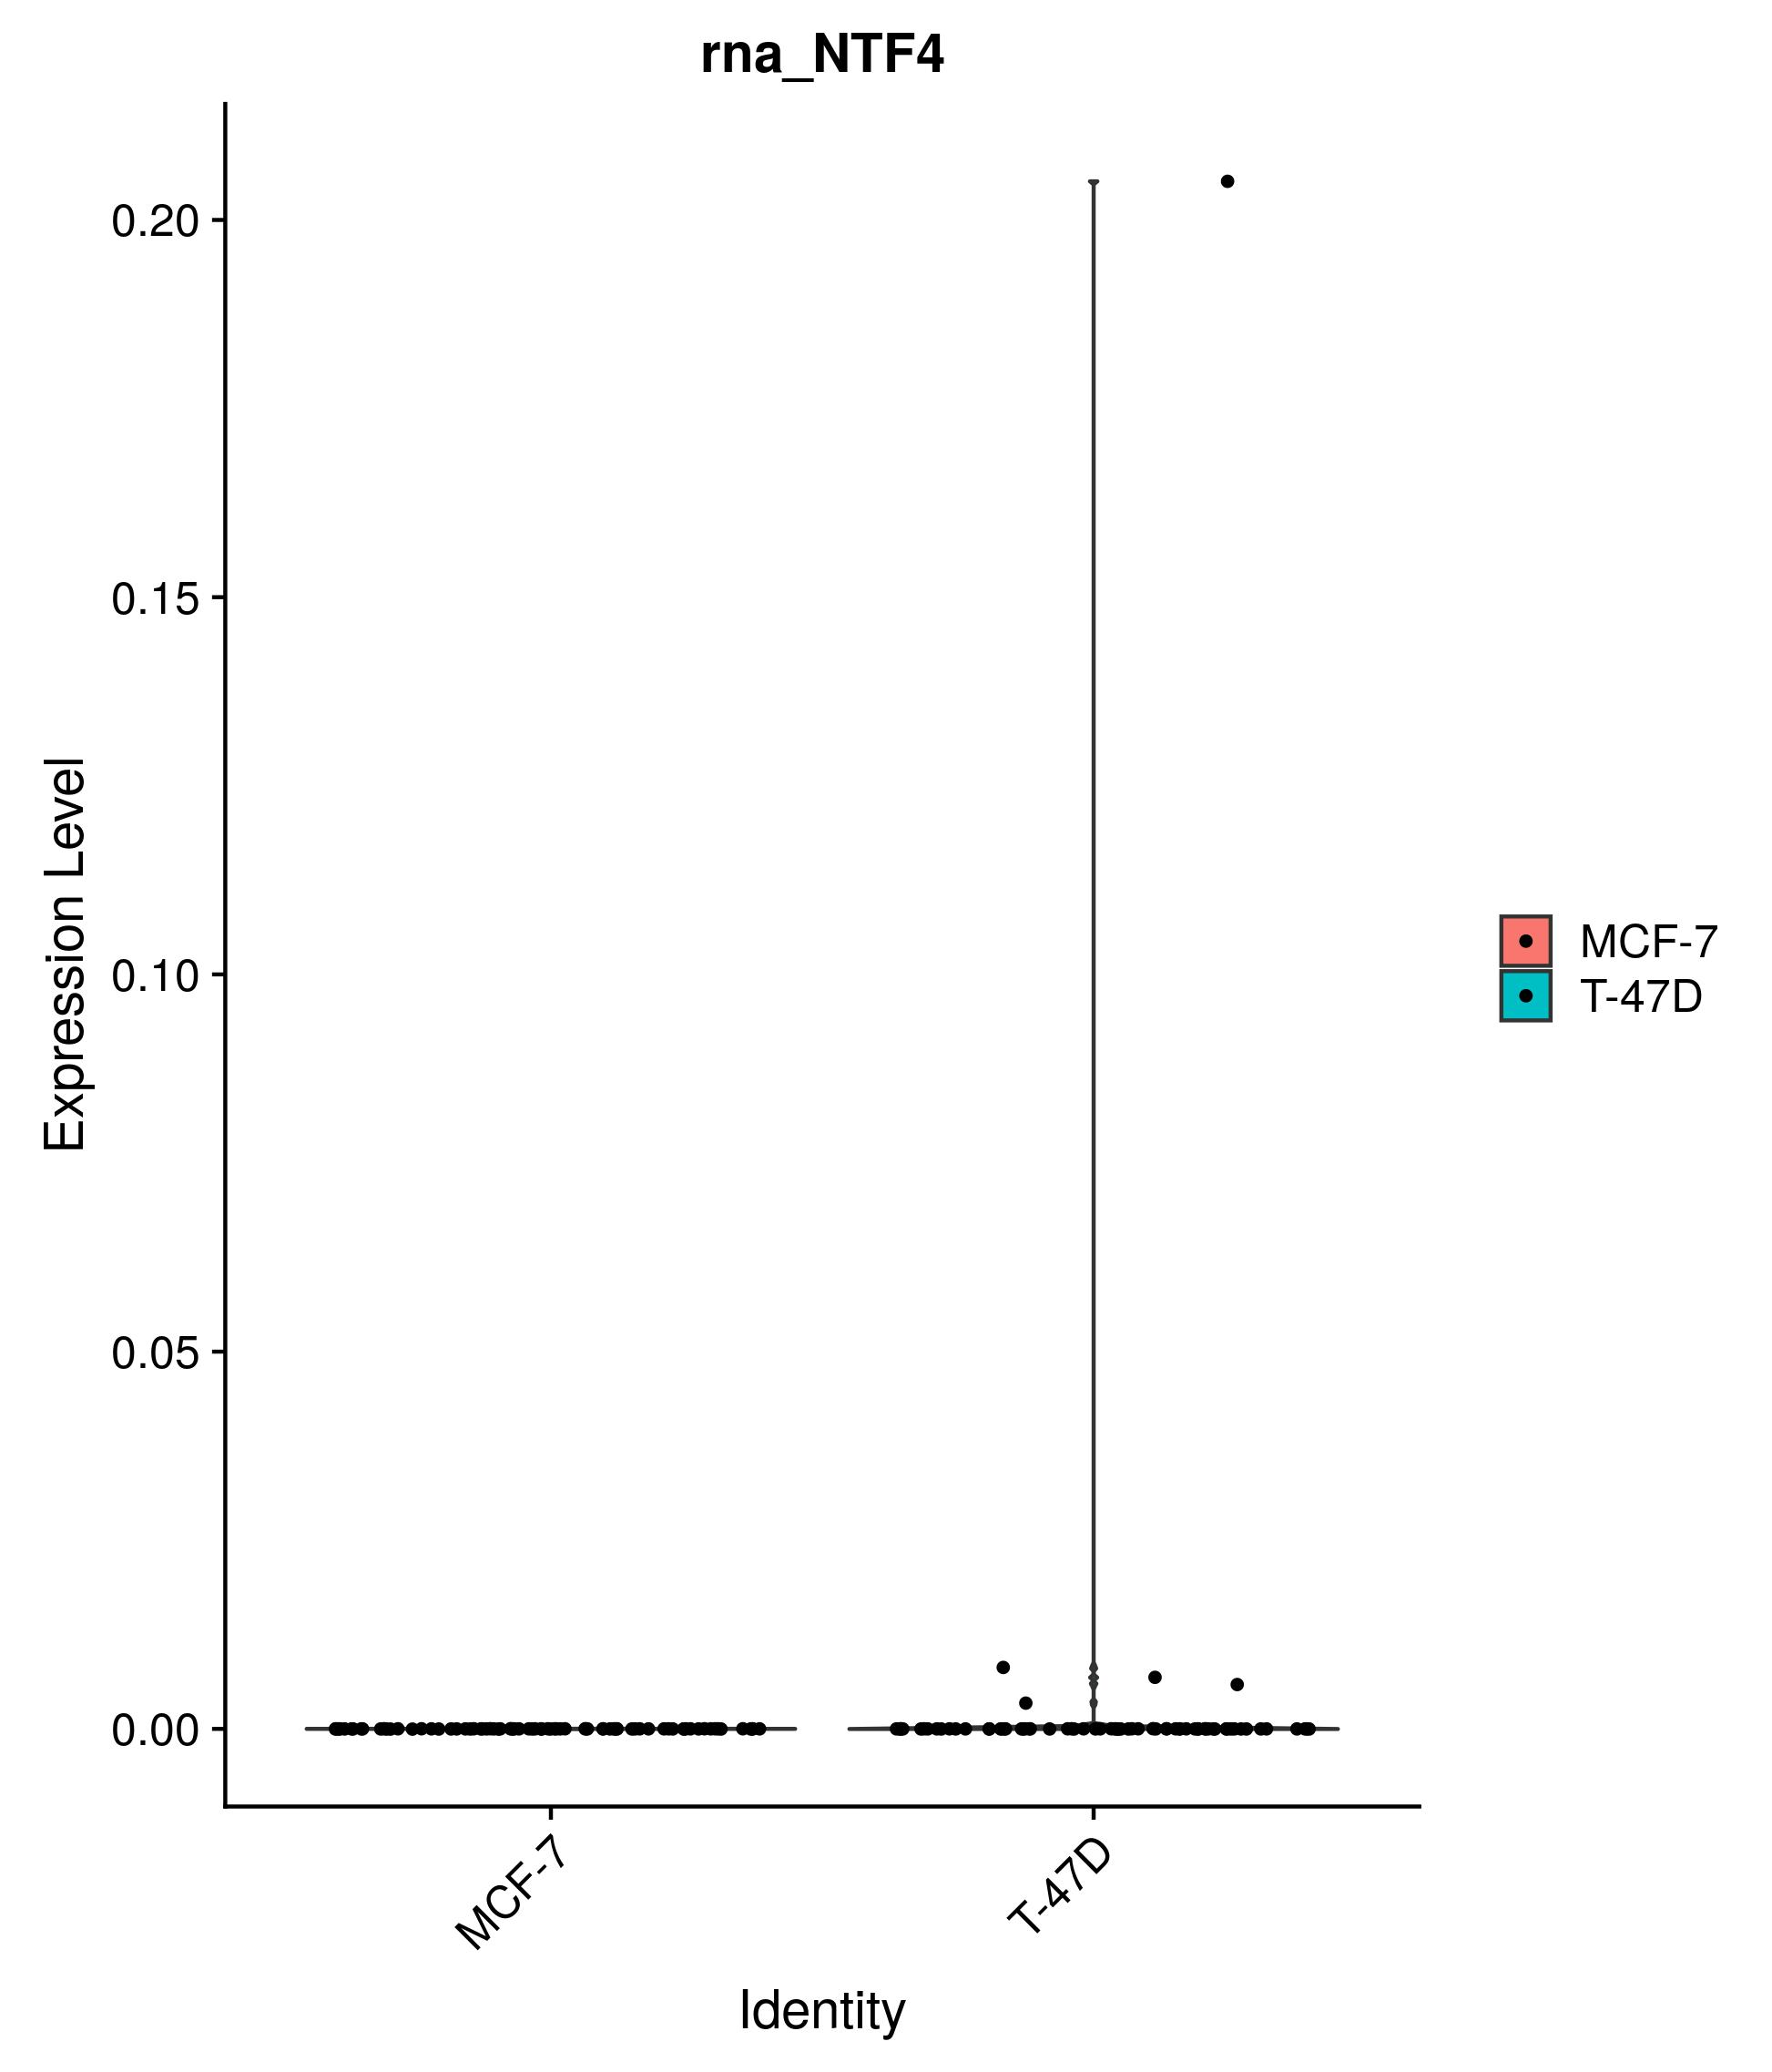 rna_NTF4
Expression Level
0.20
0.15
0.10
0.05
0.00
MCF-7
T-47D
Identity
MCF-7
T-47D